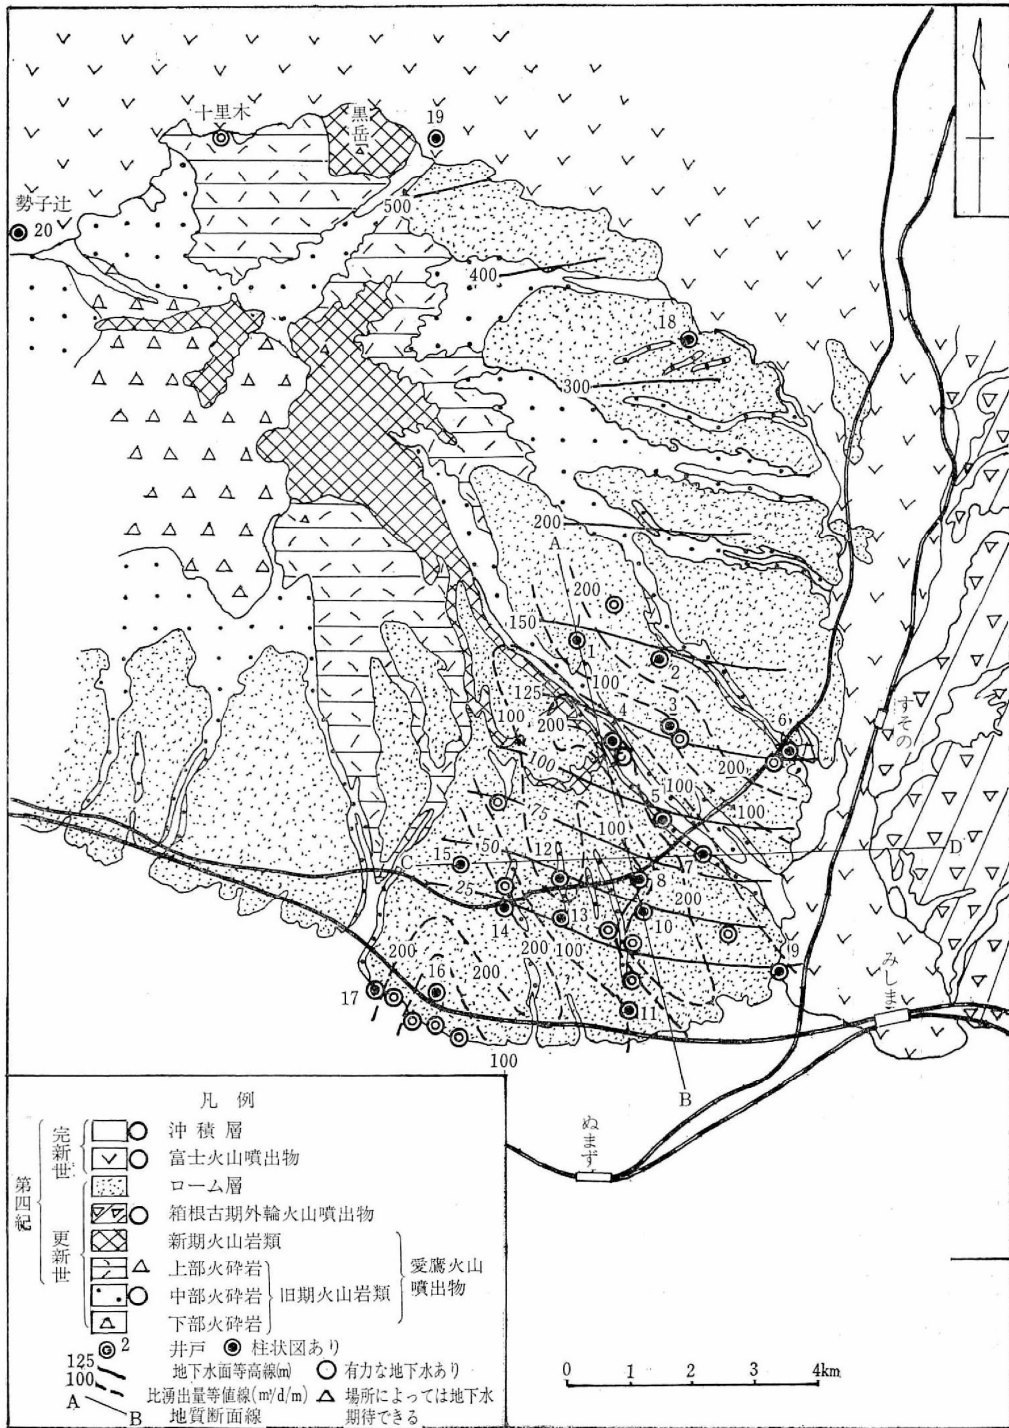 十里木
黒岳
19
勢子辻
20
500
400
18
300
200
A
200
150
1
2
100
125
4
3
100
200
6
すその
100
200
100
5
100
75
100
50
15
C
12
7
D
25
8
200
14
13
10
200
100
9
みしま
200
16
200
17
11
100
B
ぬまず
凡例
第四紀
完新世
沖積層
富士火山噴出物
更新世
ローム層
箱根古期外輪火山噴出物
新期火山岩類
上部火砕岩
中部火砕岩
下部火砕岩
旧期火山岩類
愛鷹火山噴出物
2 井戸 柱状図あり
125 地下水面等高線(m) 有力な地下水あり
100 比湧出量等値線(m³/d/m) 場所によっては地下水期待できる
A B 地質断面線
0 1 2 3 4km